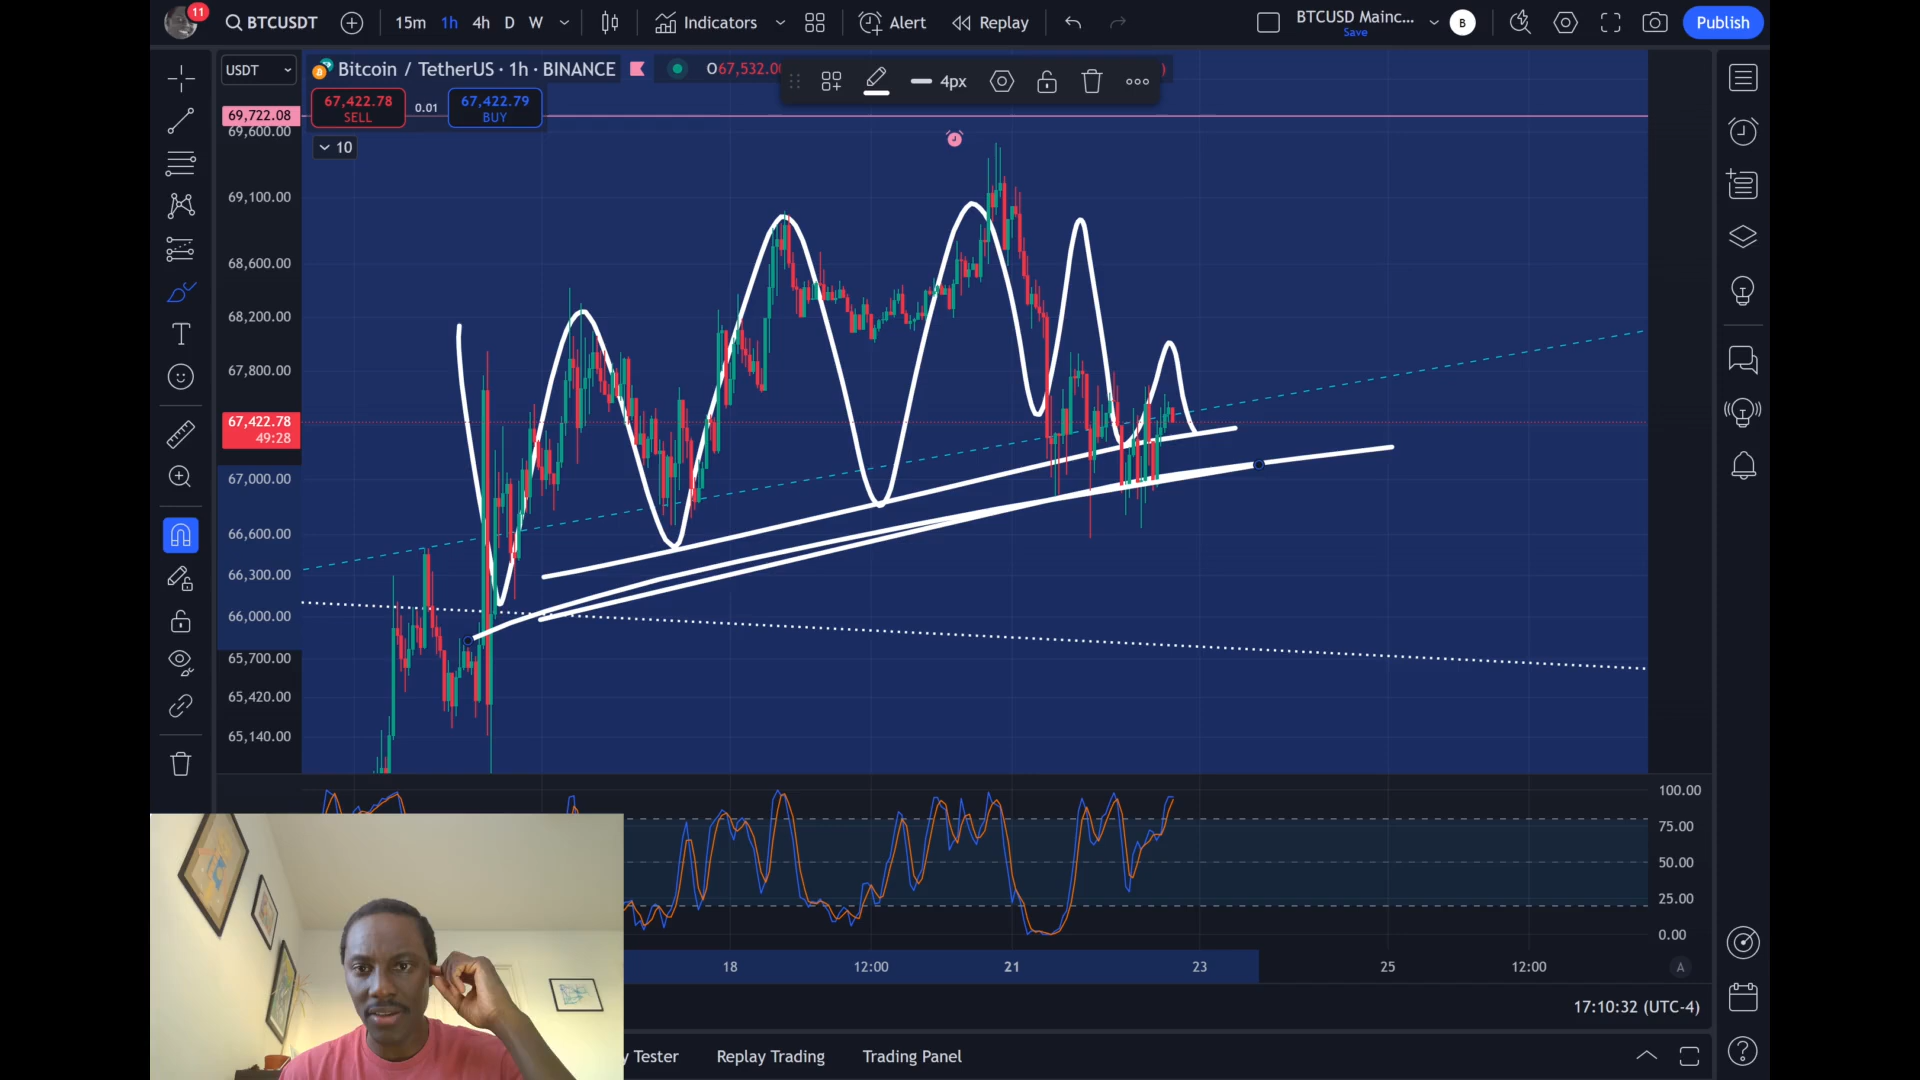 11
BTCUSDT
15m 1h 4h D W
Indicators
Alert
Replay
BTCUSD Mainc...
Save
B
Publish
USDT
Bitcoin / TetherUS · 1h · BINANCE
O67,532.0
4px
67,422.78
SELL
0.01
67,422.79
BUY
10
69,722.08
69,600.00
69,100.00
68,600.00
68,200.00
67,800.00
67,422.78
49:28
67,000.00
66,600.00
66,300.00
66,000.00
65,700.00
65,420.00
65,140.00
100.00
75.00
50.00
25.00
0.00
18 12:00 21 23 25 12:00
A
17:10:32 (UTC-4)
y Tester
Replay Trading
Trading Panel